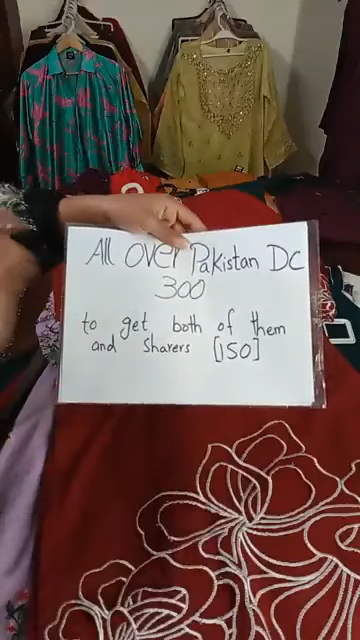 All OVER Pakistan DC
300
to get both of them
and sharers [150]